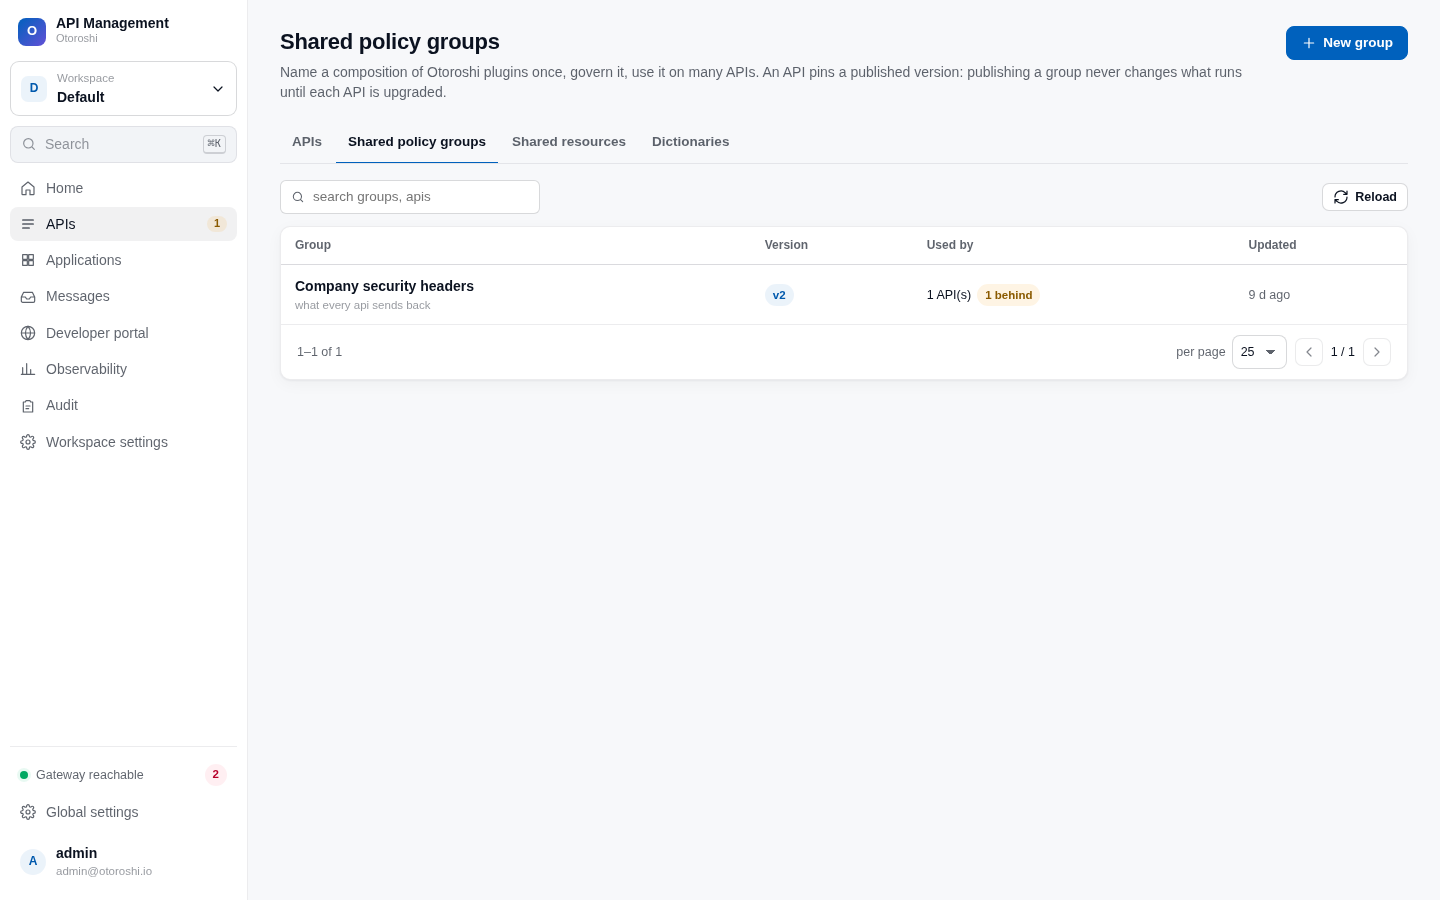 O
API Management
Otoroshi
D
Workspace
Default
Search
⌘K
Home
APIs
1
Applications
Messages
Developer portal
Observability
Audit
Workspace settings
Gateway reachable
2
Global settings
A
admin
admin@otoroshi.io
Shared policy groups
New group
Name a composition of Otoroshi plugins once, govern it, use it on many APIs. An API pins a published version: publishing a group never changes what runs
until each API is upgraded.
APIs Shared policy groups Shared resources Dictionaries
search groups, apis
Reload
Group Version Used by Updated
Company security headers
what every api sends back
v2
1 API(s) 1 behind
9 d ago
1–1 of 1
per page 25 1 / 1